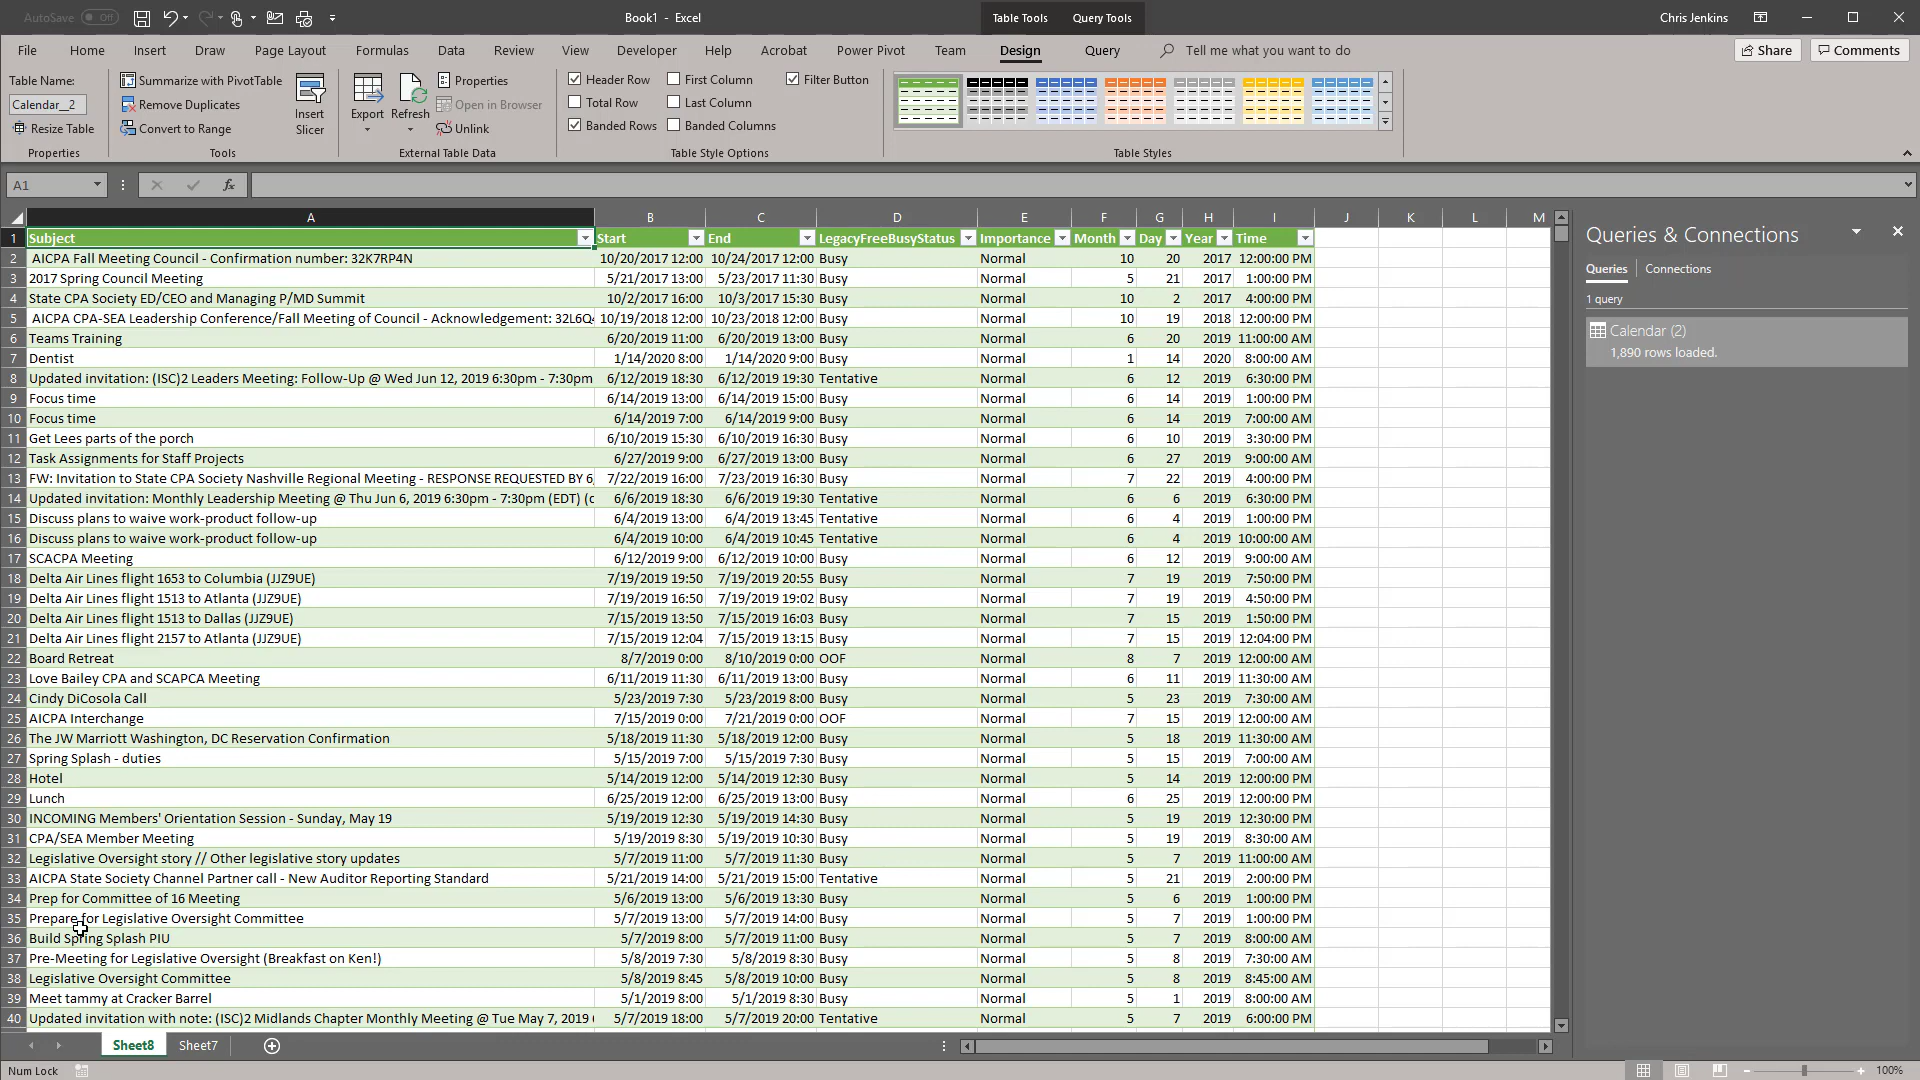 AutoSave Off
Book1 - Excel
Table Tools Query Tools
Chris Jenkins
File Home Insert Draw Page Layout Formulas Data Review View Developer Help Acrobat Power Pivot Team Design Query Tell me what you want to do Share Comments
Table Name:
Calendar__2
Resize Table
Properties
Summarize with PivotTable
Remove Duplicates
Convert to Range
Insert
Slicer
Tools
Export
Refresh
Properties
Open in Browser
Unlink
External Table Data
Header Row First Column Filter Button
Total Row Last Column
Banded Rows Banded Columns
Table Style Options
Table Styles
A1 fx
A B C D E F G H I J K L M
1 Subject Start End LegacyFreeBusyStatus Importance Month Day Year Time
2 AICPA Fall Meeting Council - Confirmation number: 32K7RP4N 10/20/2017 12:00 10/24/2017 12:00 Busy Normal 10 20 2017 12:00:00 PM
3 2017 Spring Council Meeting 5/21/2017 13:00 5/23/2017 11:30 Busy Normal 5 21 2017 1:00:00 PM
4 State CPA Society ED/CEO and Managing P/MD Summit 10/2/2017 16:00 10/3/2017 15:30 Busy Normal 10 2 2017 4:00:00 PM
5 AICPA CPA-SEA Leadership Conference/Fall Meeting of Council - Acknowledgement: 32L6Q 10/19/2018 12:00 10/23/2018 12:00 Busy Normal 10 19 2018 12:00:00 PM
6 Teams Training 6/20/2019 11:00 6/20/2019 13:00 Busy Normal 6 20 2019 11:00:00 AM
7 Dentist 1/14/2020 8:00 1/14/2020 9:00 Busy Normal 1 14 2020 8:00:00 AM
8 Updated invitation: (ISC)2 Leaders Meeting: Follow-Up @ Wed Jun 12, 2019 6:30pm - 7:30pm 6/12/2019 18:30 6/12/2019 19:30 Tentative Normal 6 12 2019 6:30:00 PM
9 Focus time 6/14/2019 13:00 6/14/2019 15:00 Busy Normal 6 14 2019 1:00:00 PM
10 Focus time 6/14/2019 7:00 6/14/2019 9:00 Busy Normal 6 14 2019 7:00:00 AM
11 Get Lees parts of the porch 6/10/2019 15:30 6/10/2019 16:30 Busy Normal 6 10 2019 3:30:00 PM
12 Task Assignments for Staff Projects 6/27/2019 9:00 6/27/2019 13:00 Busy Normal 6 27 2019 9:00:00 AM
13 FW: Invitation to State CPA Society Nashville Regional Meeting - RESPONSE REQUESTED BY 6/ 7/22/2019 16:00 7/23/2019 16:30 Busy Normal 7 22 2019 4:00:00 PM
14 Updated invitation: Monthly Leadership Meeting @ Thu Jun 6, 2019 6:30pm - 7:30pm (EDT) (c 6/6/2019 18:30 6/6/2019 19:30 Tentative Normal 6 6 2019 6:30:00 PM
15 Discuss plans to waive work-product follow-up 6/4/2019 13:00 6/4/2019 13:45 Tentative Normal 6 4 2019 1:00:00 PM
16 Discuss plans to waive work-product follow-up 6/4/2019 10:00 6/4/2019 10:45 Tentative Normal 6 4 2019 10:00:00 AM
17 SCACPA Meeting 6/12/2019 9:00 6/12/2019 10:00 Busy Normal 6 12 2019 9:00:00 AM
18 Delta Air Lines flight 1653 to Columbia (JJZ9UE) 7/19/2019 19:50 7/19/2019 20:55 Busy Normal 7 19 2019 7:50:00 PM
19 Delta Air Lines flight 1513 to Atlanta (JJZ9UE) 7/19/2019 16:50 7/19/2019 19:02 Busy Normal 7 19 2019 4:50:00 PM
20 Delta Air Lines flight 1513 to Dallas (JJZ9UE) 7/15/2019 13:50 7/15/2019 16:03 Busy Normal 7 15 2019 1:50:00 PM
21 Delta Air Lines flight 2157 to Atlanta (JJZ9UE) 7/15/2019 12:04 7/15/2019 13:15 Busy Normal 7 15 2019 12:04:00 PM
22 Board Retreat 8/7/2019 0:00 8/10/2019 0:00 OOF Normal 8 7 2019 12:00:00 AM
23 Love Bailey CPA and SCAPCA Meeting 6/11/2019 11:30 6/11/2019 13:00 Busy Normal 6 11 2019 11:30:00 AM
24 Cindy DiCosola Call 5/23/2019 7:30 5/23/2019 8:00 Busy Normal 5 23 2019 7:30:00 AM
25 AICPA Interchange 7/15/2019 0:00 7/21/2019 0:00 OOF Normal 7 15 2019 12:00:00 AM
26 The JW Marriott Washington, DC Reservation Confirmation 5/18/2019 11:30 5/18/2019 12:00 Busy Normal 5 18 2019 11:30:00 AM
27 Spring Splash - duties 5/15/2019 7:00 5/15/2019 7:30 Busy Normal 5 15 2019 7:00:00 AM
28 Hotel 5/14/2019 12:00 5/14/2019 12:30 Busy Normal 5 14 2019 12:00:00 PM
29 Lunch 6/25/2019 12:00 6/25/2019 13:00 Busy Normal 6 25 2019 12:00:00 PM
30 INCOMING Members' Orientation Session - Sunday, May 19 5/19/2019 12:30 5/19/2019 14:30 Busy Normal 5 19 2019 12:30:00 PM
31 CPA/SEA Member Meeting 5/19/2019 8:30 5/19/2019 10:30 Busy Normal 5 19 2019 8:30:00 AM
32 Legislative Oversight story // Other legislative story updates 5/7/2019 11:00 5/7/2019 11:30 Busy Normal 5 7 2019 11:00:00 AM
33 AICPA State Society Channel Partner call - New Auditor Reporting Standard 5/21/2019 14:00 5/21/2019 15:00 Tentative Normal 5 21 2019 2:00:00 PM
34 Prep for Committee of 16 Meeting 5/6/2019 13:00 5/6/2019 13:30 Busy Normal 5 6 2019 1:00:00 PM
35 Prepare for Legislative Oversight Committee 5/7/2019 13:00 5/7/2019 14:00 Busy Normal 5 7 2019 1:00:00 PM
36 Build Spring Splash PIU 5/7/2019 8:00 5/7/2019 11:00 Busy Normal 5 7 2019 8:00:00 AM
37 Pre-Meeting for Legislative Oversight (Breakfast on Ken!) 5/8/2019 7:30 5/8/2019 8:30 Busy Normal 5 8 2019 7:30:00 AM
38 Legislative Oversight Committee 5/8/2019 8:45 5/8/2019 10:00 Busy Normal 5 8 2019 8:45:00 AM
39 Meet tammy at Cracker Barrel 5/1/2019 8:00 5/1/2019 8:30 Busy Normal 5 1 2019 8:00:00 AM
40 Updated invitation with note: (ISC)2 Midlands Chapter Monthly Meeting @ Tue May 7, 2019 6 5/7/2019 18:00 5/7/2019 20:00 Tentative Normal 5 7 2019 6:00:00 PM
Queries & Connections
Queries Connections
1 query
Calendar (2)
1,890 rows loaded.
Sheet8 Sheet7
Num Lock
100%